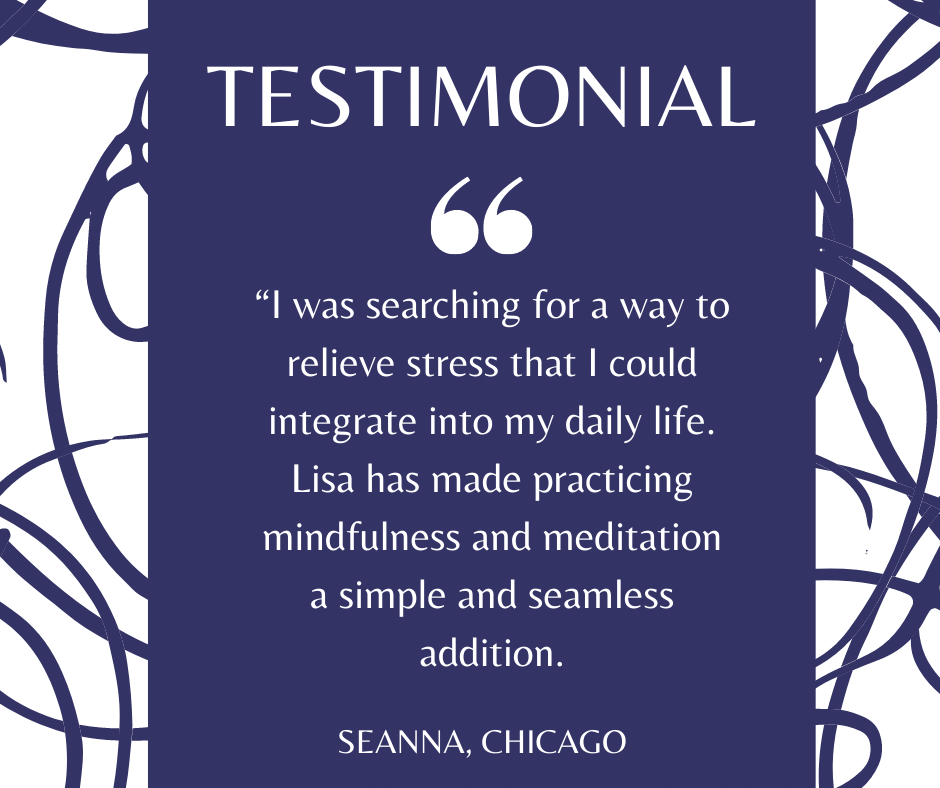 TESTIMONIAL
“
“I was searching for a way to
relieve stress that I could
integrate into my daily life.
Lisa has made practicing
mindfulness and meditation
a simple and seamless
addition.
SEANNA, CHICAGO